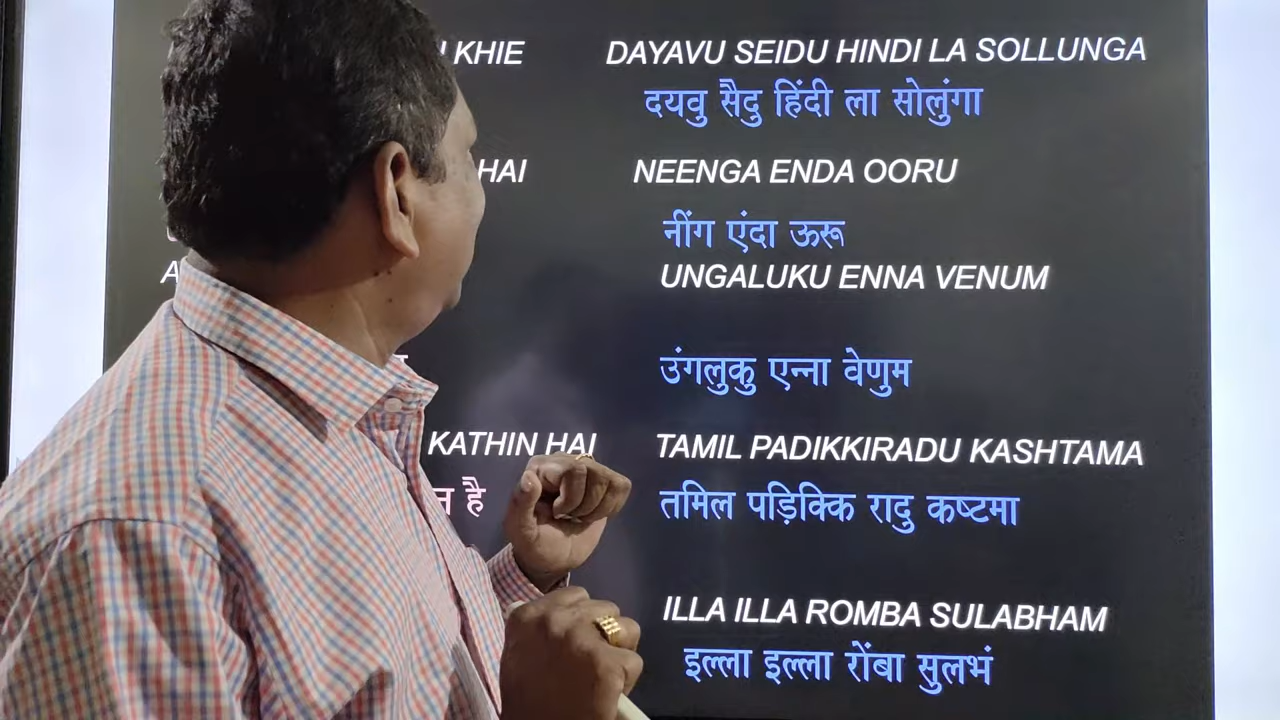 KHIE DAYAVU SEIDU HINDI LA SOLLUNGA
दयवु सैदु हिंदी ला सोलुंगा
HAI NEENGA ENDA OORU
नींग एंदा ऊरू
UNGALUKU ENNA VENUM
उंगलुकु एन्ना वेणुम
KATHIN HAI TAMIL PADIKKIRADU KASHTAMA
है तमिल पड़िक्कि रादु कष्टमा
ILLA ILLA ROMBA SULABHAM
इल्ला इल्ला रोंबा सुलभं